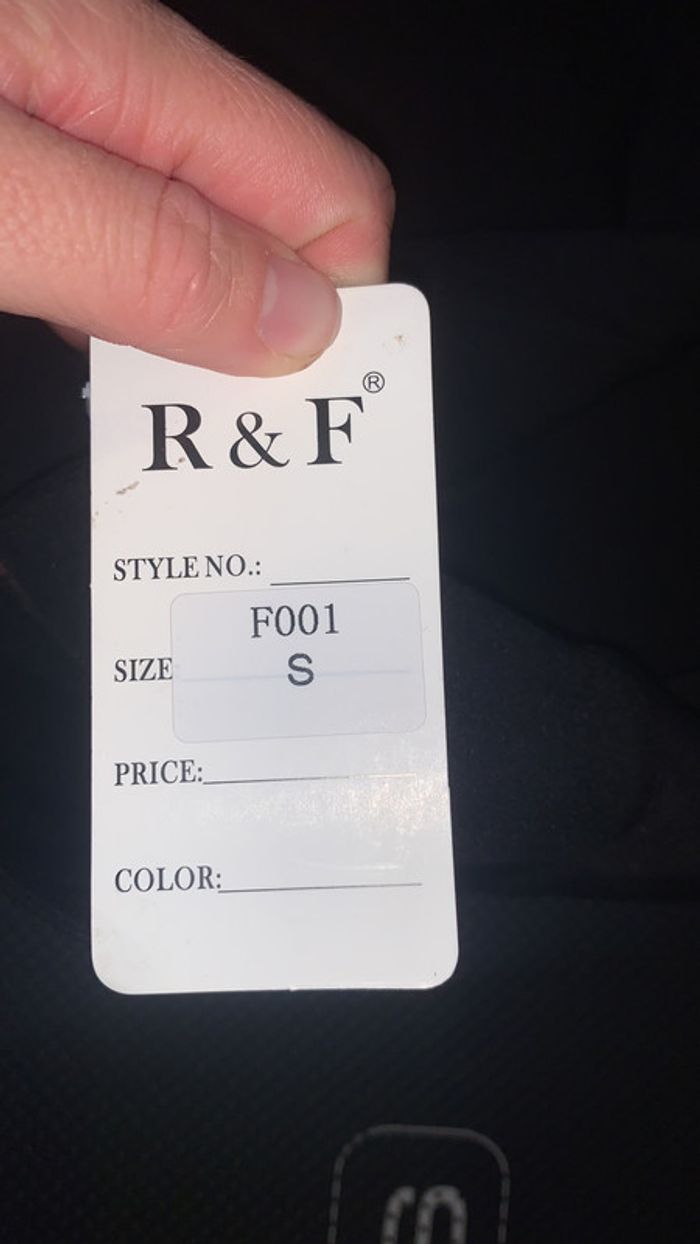 R & F ®
STYLE NO.:
F001
SIZE S
PRICE:
COLOR: